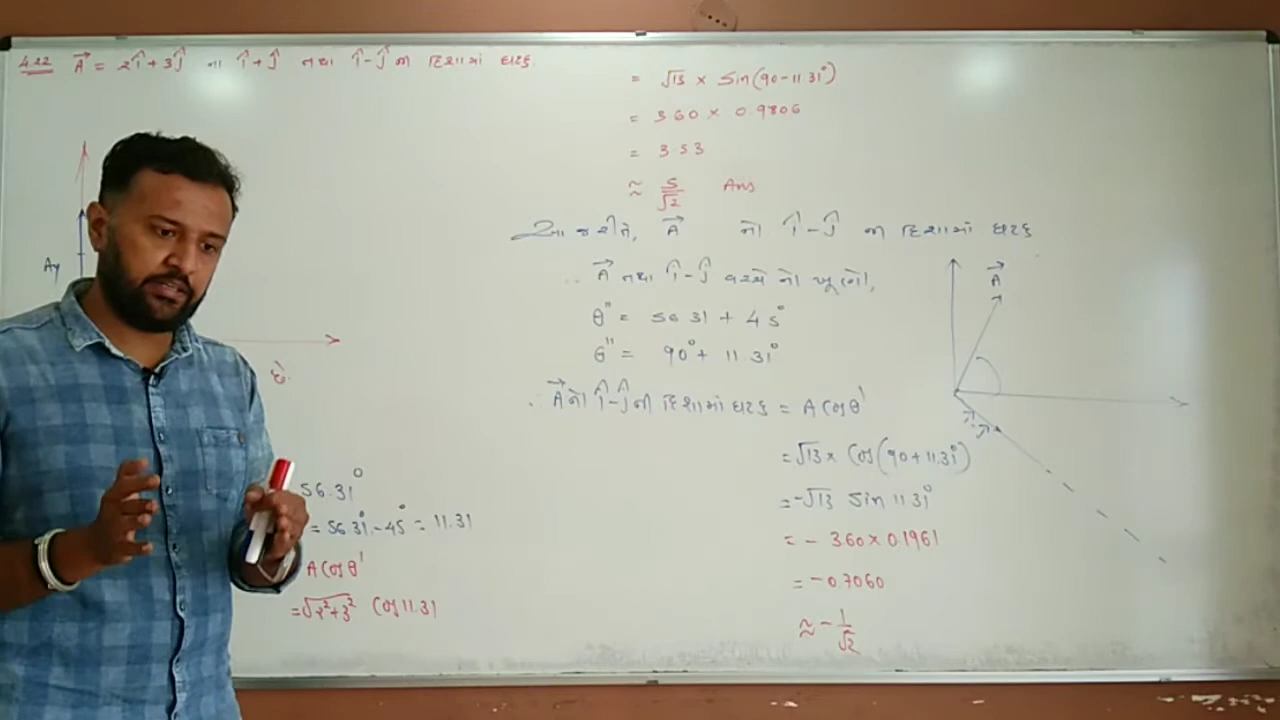 4.22 A⃗ = 2î+3ĵ ના î+ĵ તથા î-ĵ ની દિશામાં ઘટક.
Ay
છે.
56.31°
= 56.31° - 45° = 11.31
A Cos θ'
= √2²+3² Cos 11.31
= √13 × Sin(90-11.31°)
= 3.60 × 0.9806
= 3.53
≈ 5/√2 Ans
આ જ રીતે, A⃗ નો î-ĵ ની દિશામાં ઘટક
∴ A⃗ તથા î-ĵ વચ્ચે નો ખૂણો,
θ'' = 56.31 + 45°
θ'' = 90° + 11.31°
∴ A⃗ નો î-ĵ ની દિશામાં ઘટક = A Cos θ'
= √13 × Cos(90+11.31°)
= -√13 Sin 11.31°
= - 3.60 × 0.1961
= -0.7060
≈ - 1/√2
A⃗
î-ĵ